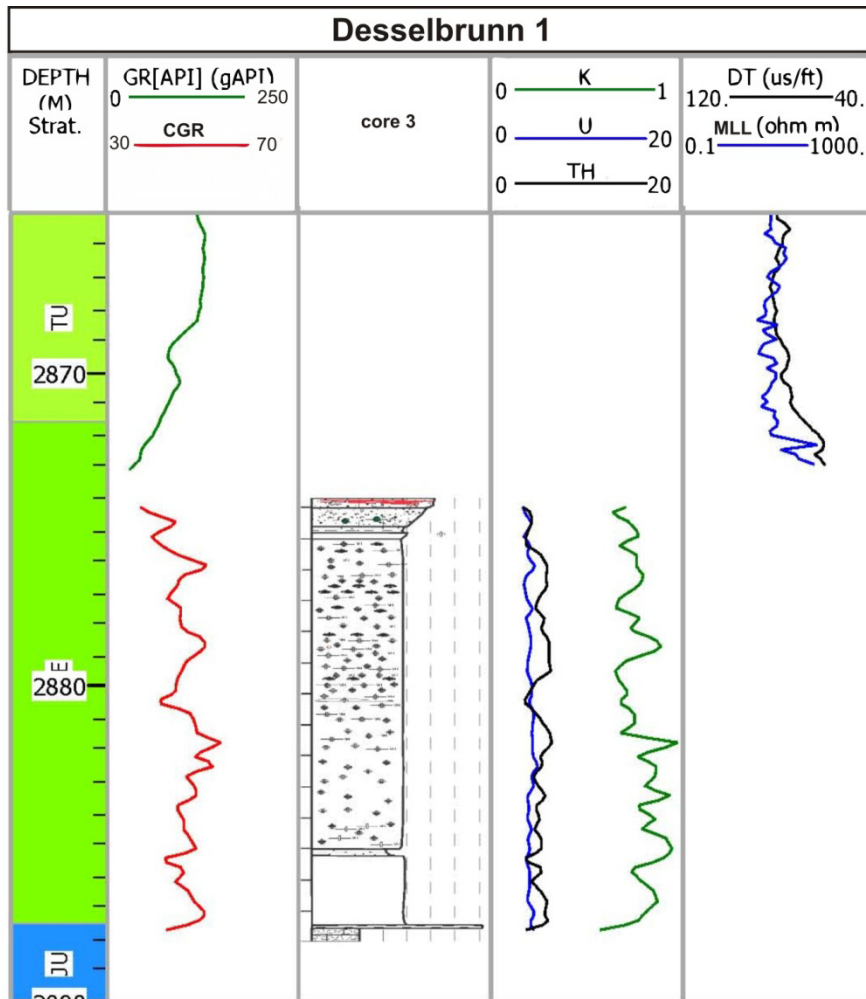 Desselbrunn 1
DEPTH
(M)
Strat.
GR[API] (gAPI)
0 250
CGR
30 70
core 3
K
0 1
U
0 20
TH
0 20
DT (us/ft)
120. 40.
MLL (ohm m)
0.1 1000.
TU
2870
E
2880
JU